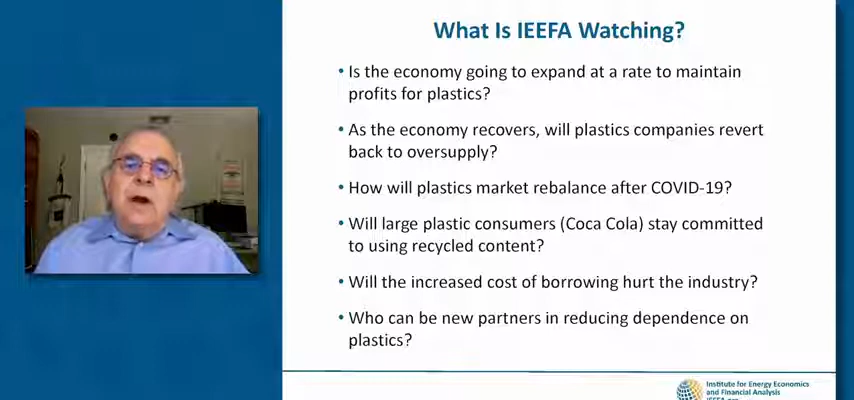 What Is IEEFA Watching?
• Is the economy going to expand at a rate to maintain
profits for plastics?
• As the economy recovers, will plastics companies revert
back to oversupply?
• How will plastics market rebalance after COVID-19?
• Will large plastic consumers (Coca Cola) stay committed
to using recycled content?
• Will the increased cost of borrowing hurt the industry?
• Who can be new partners in reducing dependence on
plastics?
Institute for Energy Economics
and Financial Analysis